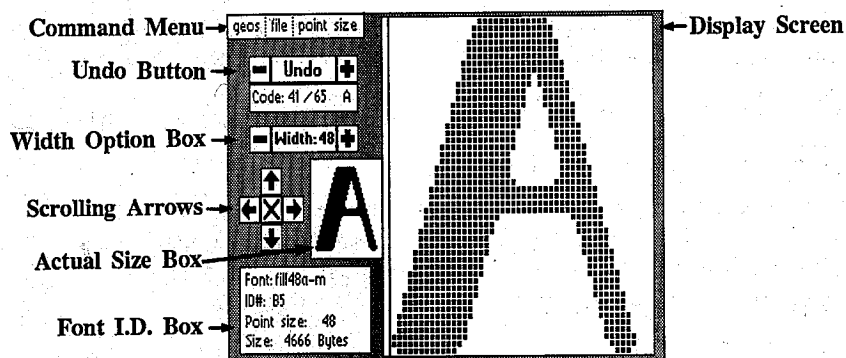 Command Menu
geos file point size
Display Screen
Undo Button
- Undo +
Code: 41/65 A
Width Option Box
- Width: 48 +
Scrolling Arrows
Actual Size Box
Font I.D. Box
Font: fill48a-m
ID#: B5
Point size: 48
Size: 4666 Bytes